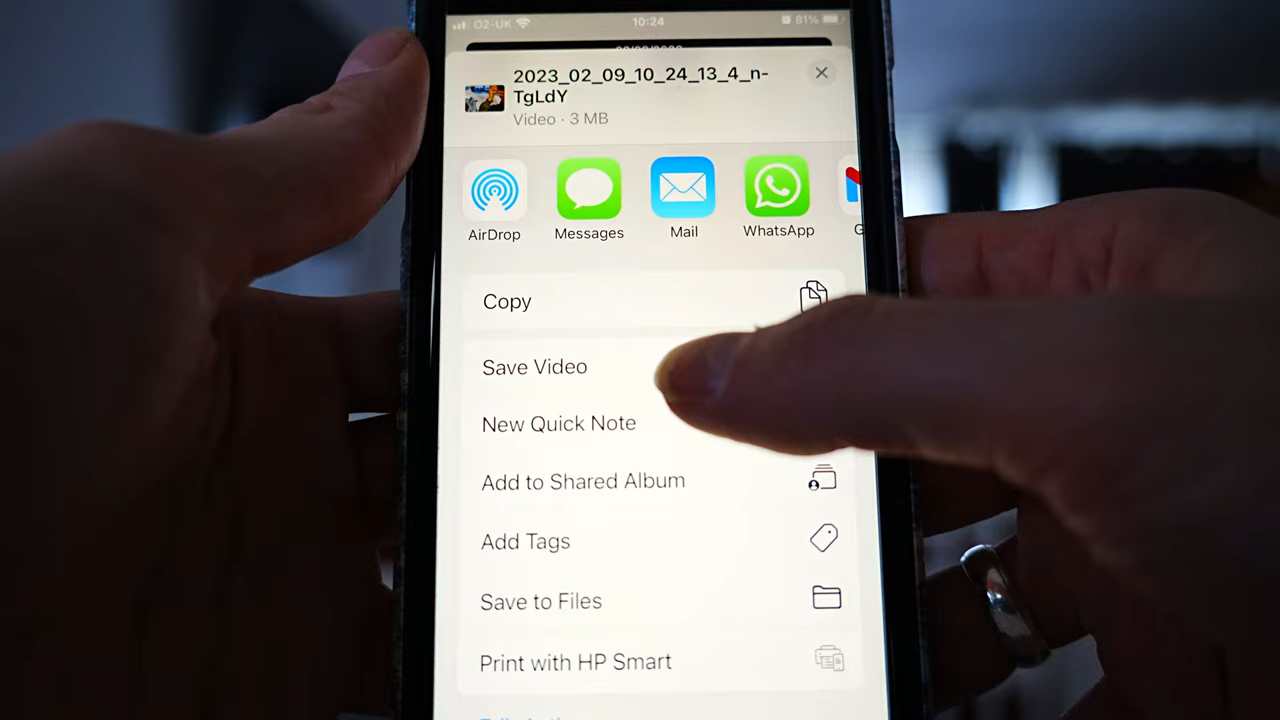 O2-UK 10:24 81%
2023_02_09_10_24_13_4_n-
TgLdY
Video · 3 MB
AirDrop Messages Mail WhatsApp
Copy
Save Video
New Quick Note
Add to Shared Album
Add Tags
Save to Files
Print with HP Smart